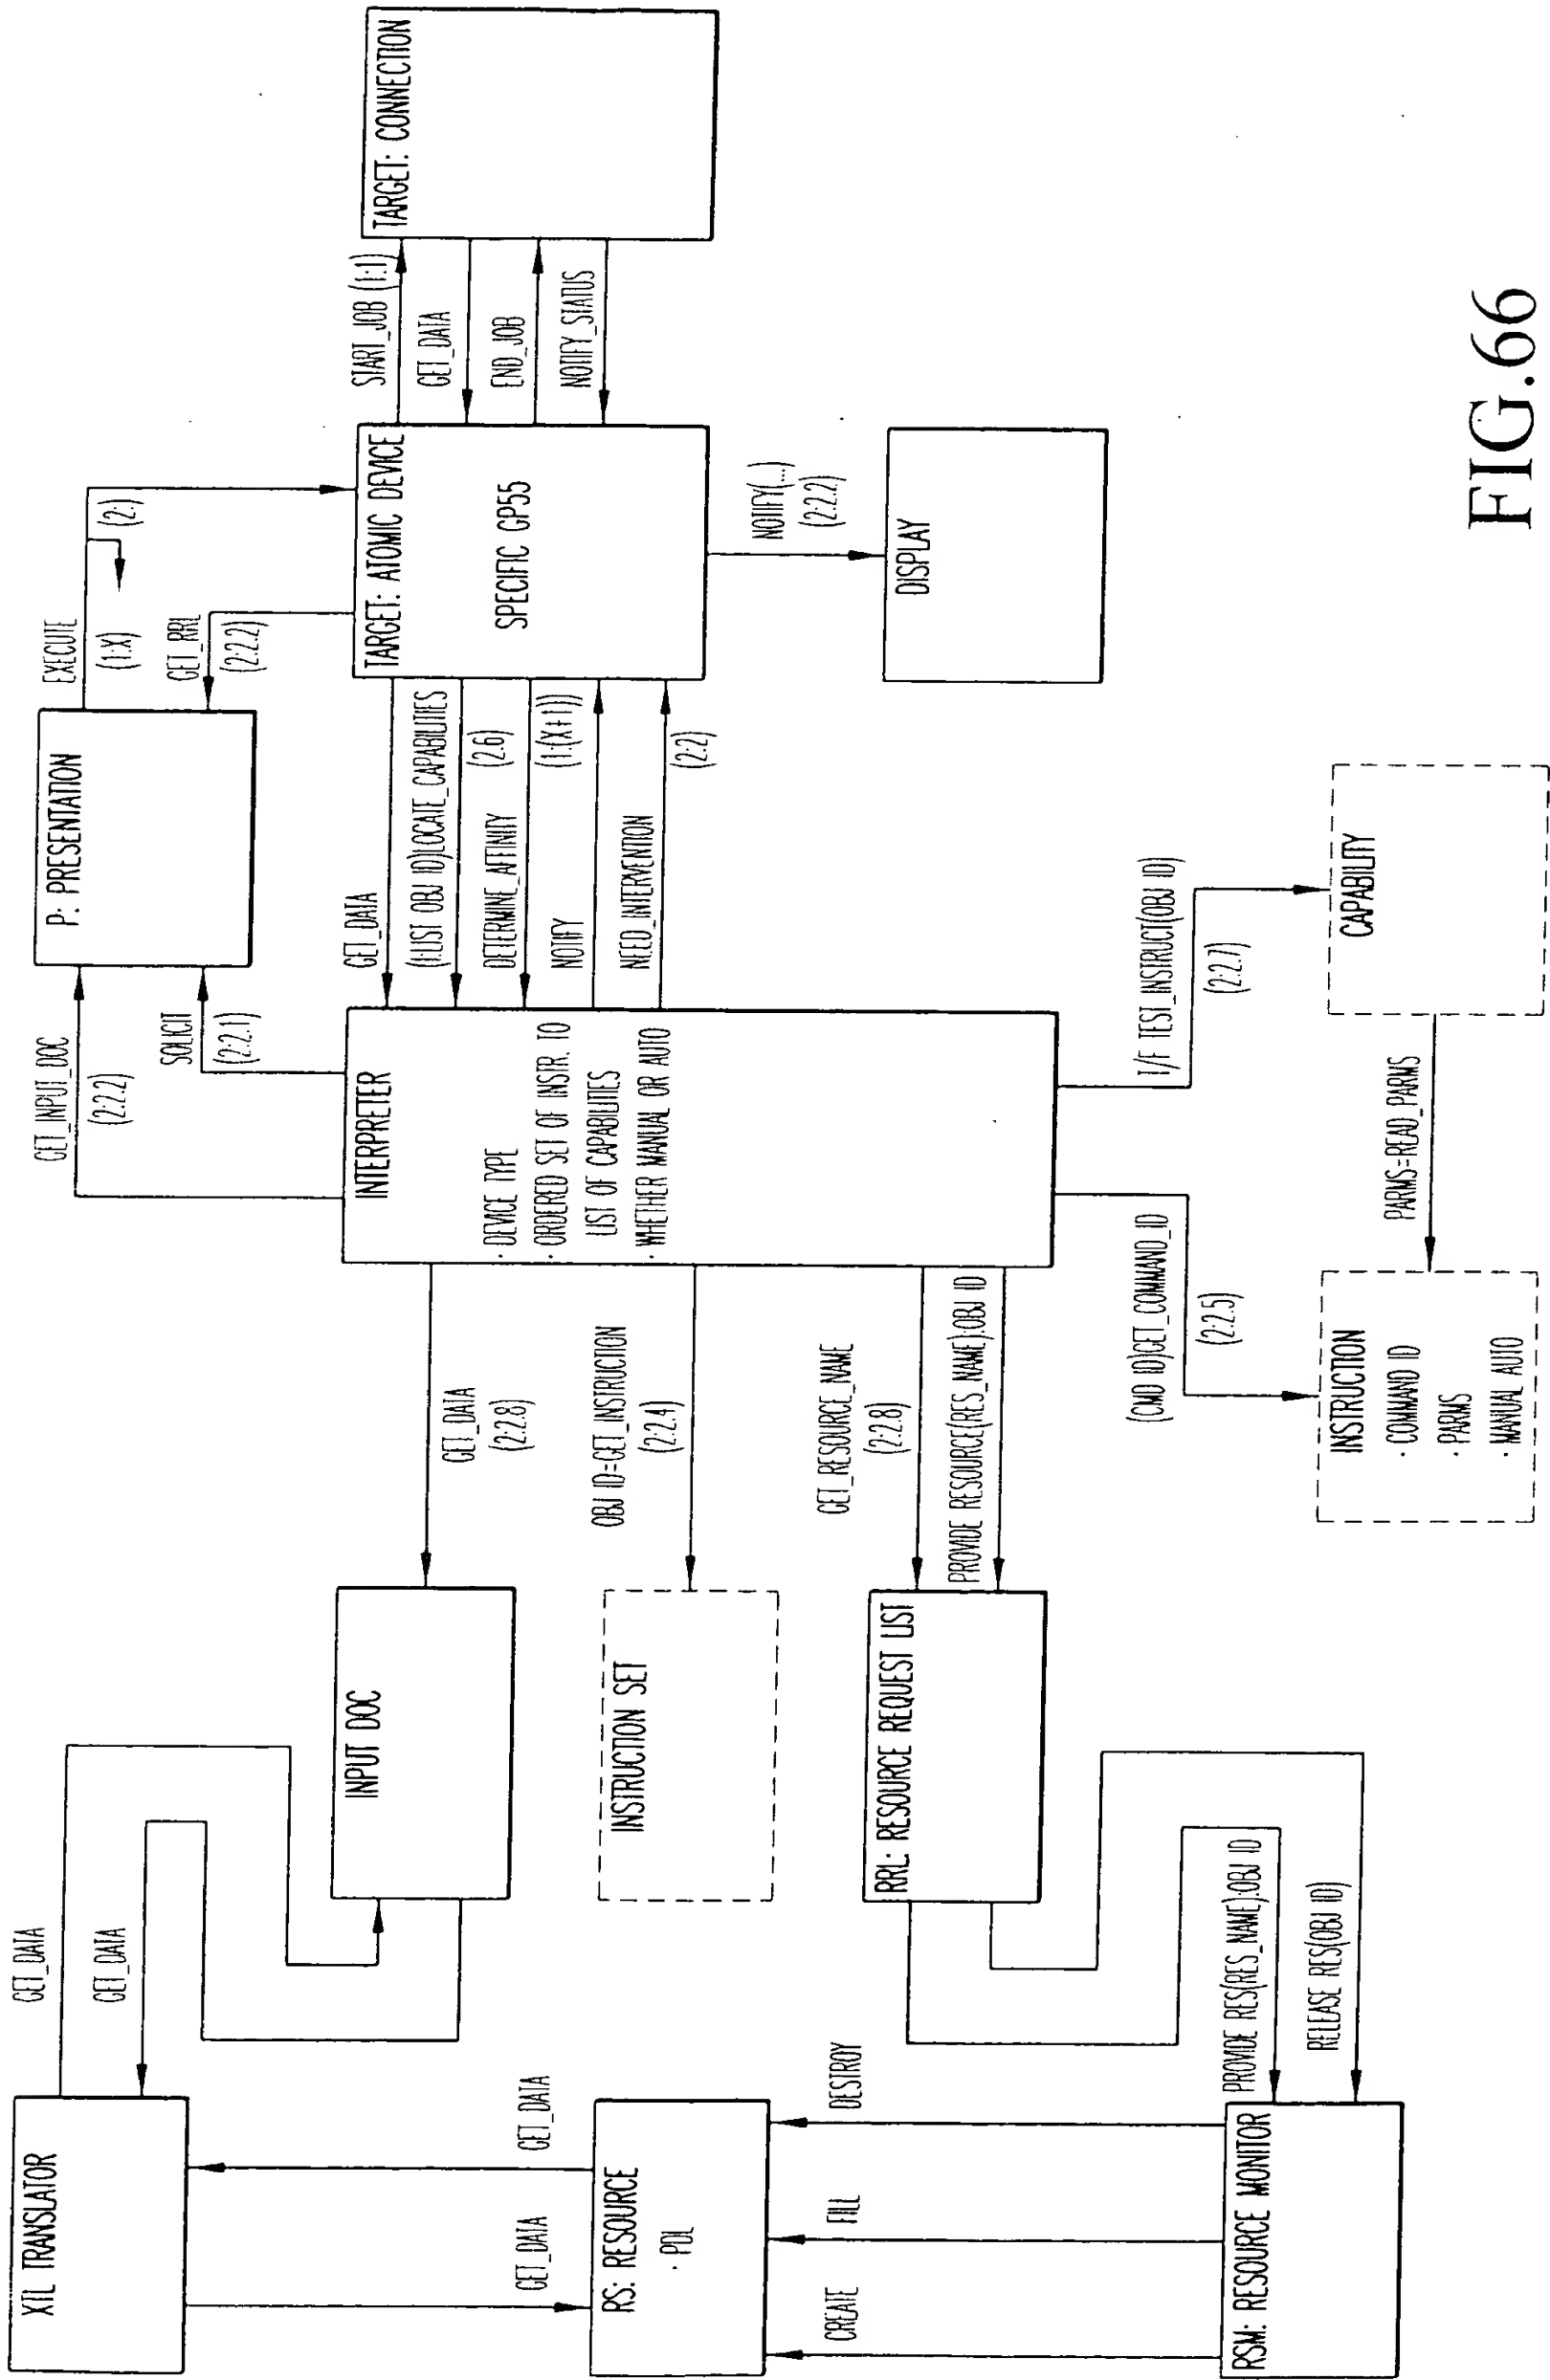 XIL TRANSLATOR
GET_DATA
GET_DATA
GET_DATA
GET_DATA
RS: RESOURCE
· PDL
CREATE
FILL
DESTROY
RSM: RESOURCE MONITOR
PROVIDE RES(RES_NAME):OBJ ID
RELEASE RES(OBJ ID)
INPUT DOC
INSTRUCTION SET
RRL: RESOURCE REQUEST LIST
GET_DATA
(2:2.8)
OBJ ID=GET_INSTRUCTION
(2:2.4)
GET_RESOURCE_NAME
(2:2.8)
PROVIDE RESOURCE(RES_NAME):OBJ ID
INSTRUCTION
· COMMAND ID
· PARMS
· MANUAL AUTO
(CMD ID)GET_COMMAND_ID
(2:2.5)
PARMS=READ_PARMS
GET_INPUT_DOC
(2:2.2)
SOLICIT
(2:2.1)
INTERPRETER
· DEVICE TYPE
· ORDERED SET OF INSTR. TO
LIST OF CAPABILITIES
· WHETHER MANUAL OR AUTO
I/F TEST_INSTRUCT(OBJ ID)
(2:2.7)
CAPABILITY
P: PRESENTATION
EXECUTE
(1:X)
(2:)
GET_RRL
(2:2.2)
GET_DATA
(1:LIST OBJ ID)LOCATE_CAPABILITIES
(2.6)
DETERMINE_AFFINITY
(1:(X+1))
NOTIFY
NEED_INTERVENTION
(2:2)
TARGET: ATOMIC DEVICE
SPECIFIC GP55
NOTIFY(...)
(2:2.2)
DISPLAY
START_JOB (1:1)
GET_DATA
END_JOB
NOTIFY_STATUS
TARGET: CONNECTION
FIG.66